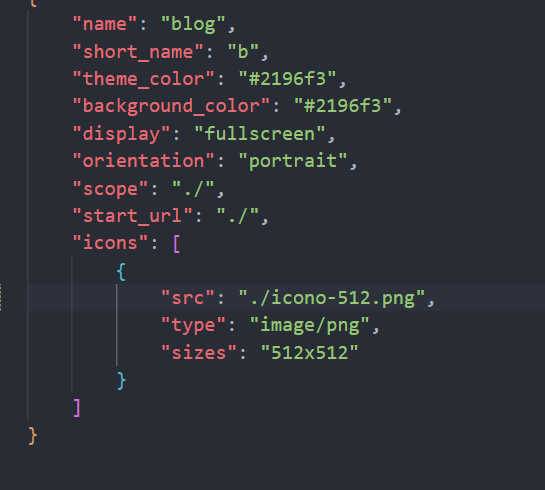 {
"name": "blog",
"short_name": "b",
"theme_color": "#2196f3",
"background_color": "#2196f3",
"display": "fullscreen",
"orientation": "portrait",
"scope": "./",
"start_url": "./",
"icons": [
{
"src": "./icono-512.png",
"type": "image/png",
"sizes": "512x512"
}
]
}